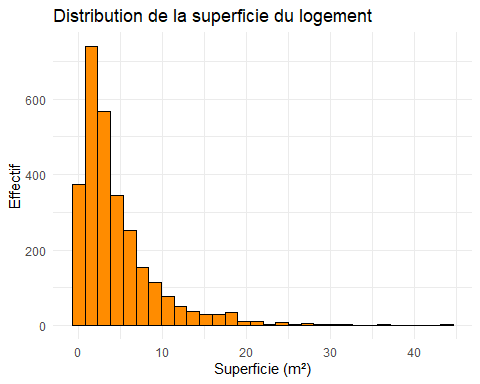 Distribution de la superficie du logement
Effectif
600
400
200
0
0 10 20 30 40
Superficie (m²)